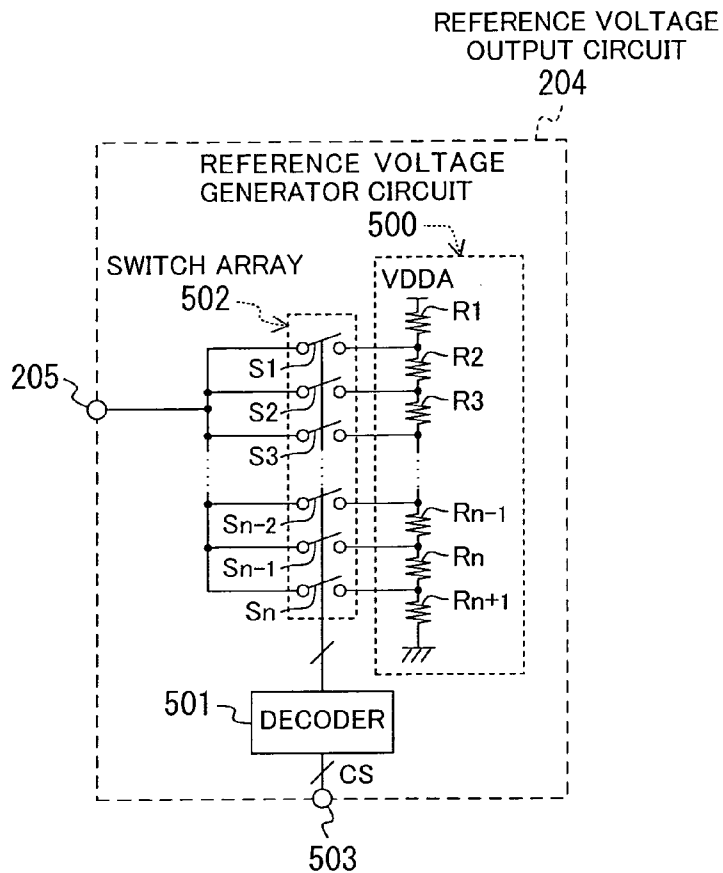 REFERENCE VOLTAGE
OUTPUT CIRCUIT
204
REFERENCE VOLTAGE
GENERATOR CIRCUIT
500
SWITCH ARRAY
502
VDDA
R1
S1
R2
205
S2
R3
S3
Sn-2
Rn-1
Sn-1
Rn
Sn
Rn+1
501
DECODER
CS
503